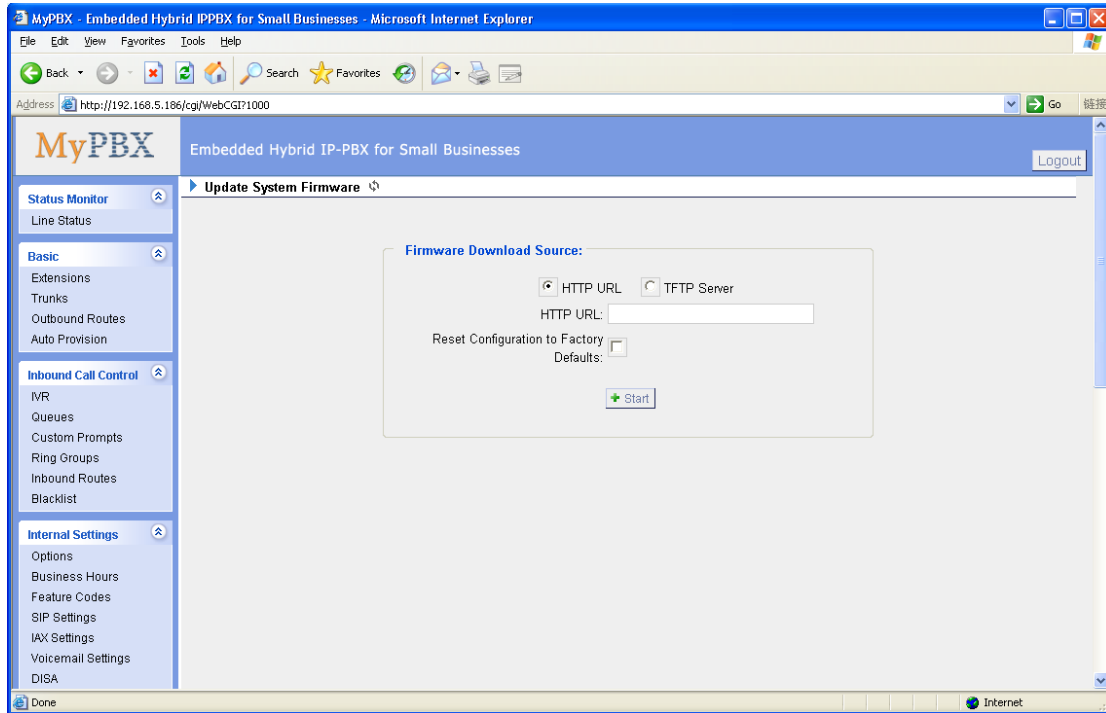 MyPBX - Embedded Hybrid IPPBX for Small Businesses - Microsoft Internet Explorer
File Edit View Favorites Tools Help
Back Search Favorites
Address http://192.168.5.186/cgi/WebCGI?1000 Go 链接
MyPBX Embedded Hybrid IP-PBX for Small Businesses
Logout
Update System Firmware
Status Monitor
Line Status
Basic
Extensions
Trunks
Outbound Routes
Auto Provision
Inbound Call Control
IVR
Queues
Custom Prompts
Ring Groups
Inbound Routes
Blacklist
Internal Settings
Options
Business Hours
Feature Codes
SIP Settings
IAX Settings
Voicemail Settings
DISA
Firmware Download Source:
HTTP URL TFTP Server
HTTP URL:
Reset Configuration to Factory
Defaults:
Start
Done Internet